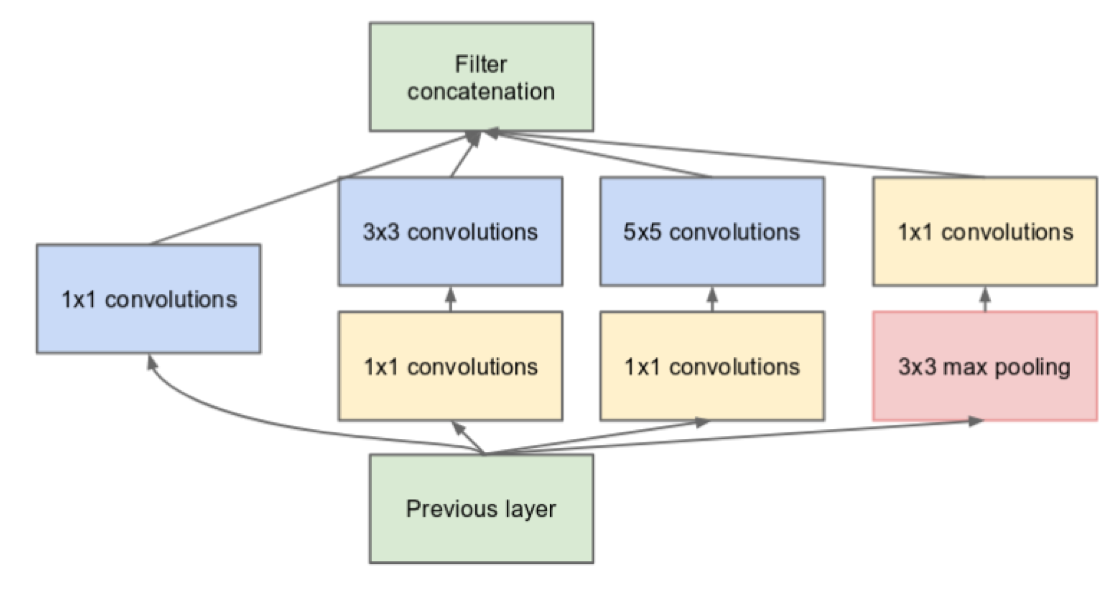 Filter
concatenation
3x3 convolutions
5x5 convolutions
1x1 convolutions
1x1 convolutions
1x1 convolutions
1x1 convolutions
3x3 max pooling
Previous layer